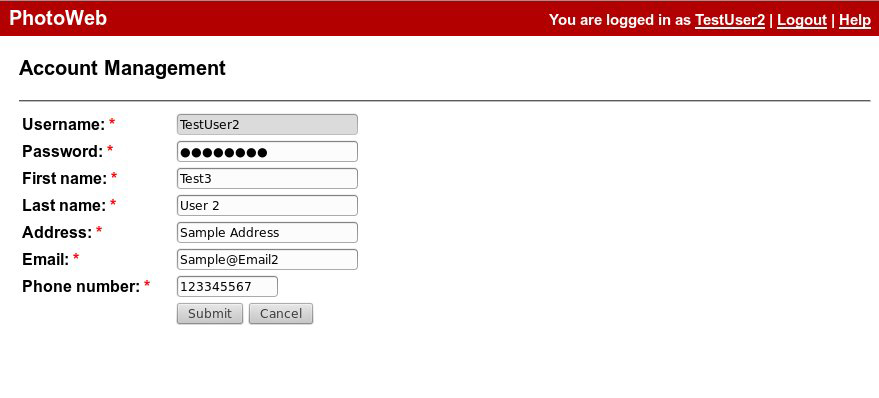 PhotoWeb You are logged in as TestUser2 | Logout | Help
Account Management
Username: * TestUser2
Password: * ●●●●●●●●
First name: * Test3
Last name: * User 2
Address: * Sample Address
Email: * Sample@Email2
Phone number: * 123345567
Submit Cancel